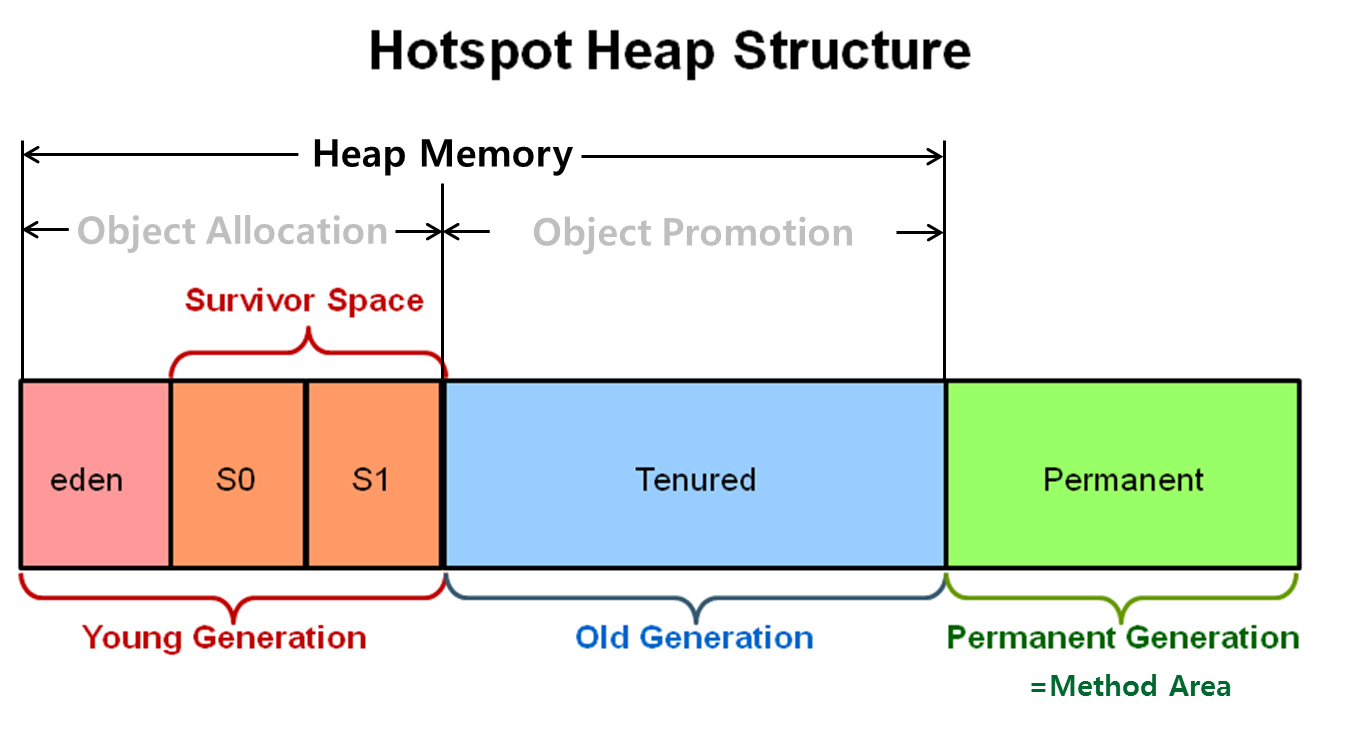 Hotspot Heap Structure
Heap Memory
Object Allocation
Object Promotion
Survivor Space
eden
S0
S1
Tenured
Permanent
Young Generation
Old Generation
Permanent Generation
=Method Area